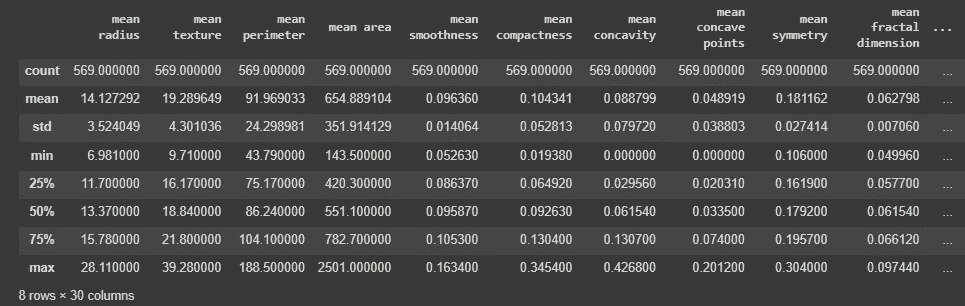 mean radius mean texture mean perimeter mean area mean smoothness mean compactness mean concavity mean concave points mean symmetry mean fractal dimension ...
count 569.000000 569.000000 569.000000 569.000000 569.000000 569.000000 569.000000 569.000000 569.000000 569.000000 ...
mean 14.127292 19.289649 91.969033 654.889104 0.096360 0.104341 0.088799 0.048919 0.181162 0.062798 ...
std 3.524049 4.301036 24.298981 351.914129 0.014064 0.052813 0.079720 0.038803 0.027414 0.007060 ...
min 6.981000 9.710000 43.790000 143.500000 0.052630 0.019380 0.000000 0.000000 0.106000 0.049960 ...
25% 11.700000 16.170000 75.170000 420.300000 0.086370 0.064920 0.029560 0.020310 0.161900 0.057700 ...
50% 13.370000 18.840000 86.240000 551.100000 0.095870 0.092630 0.061540 0.033500 0.179200 0.061540 ...
75% 15.780000 21.800000 104.100000 782.700000 0.105300 0.130400 0.130700 0.074000 0.195700 0.066120 ...
max 28.110000 39.280000 188.500000 2501.000000 0.163400 0.345400 0.426800 0.201200 0.304000 0.097440 ...
8 rows × 30 columns